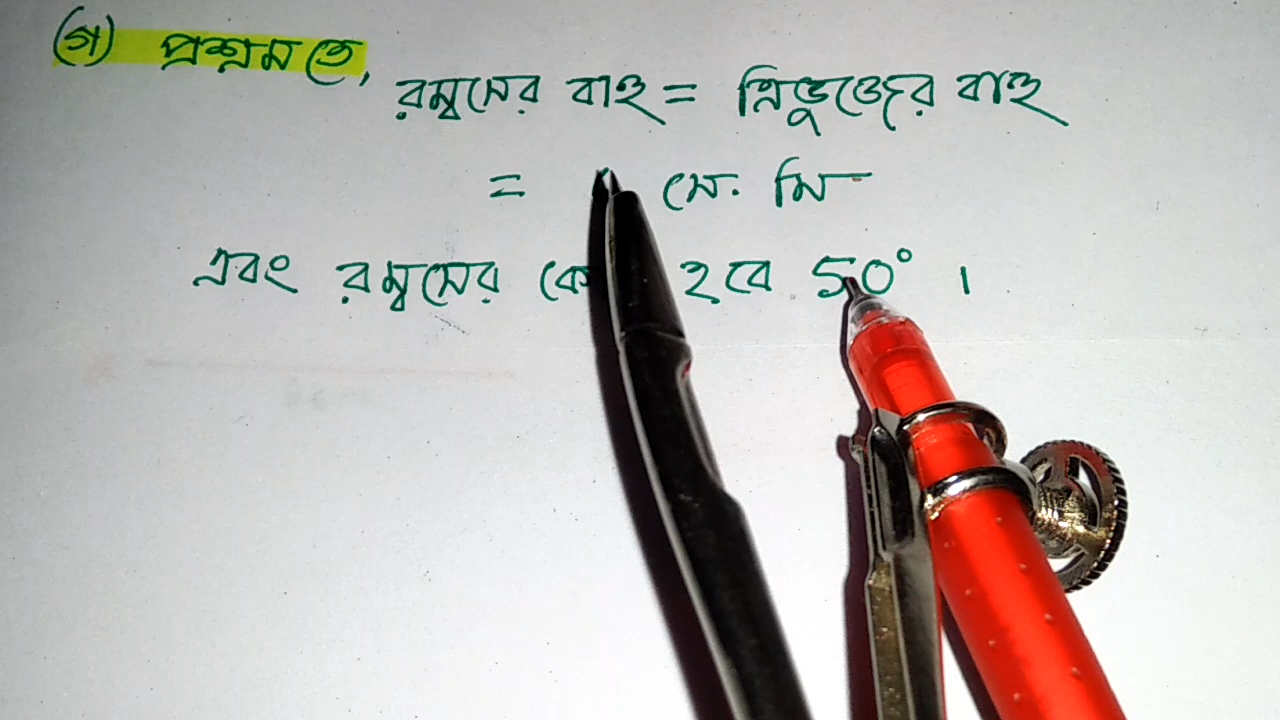 (গ) প্রশ্নমতে,
রম্বসের বাহু = ত্রিভুজের বাহু
= সে. মি
এবং রম্বসের হবে 50° ।